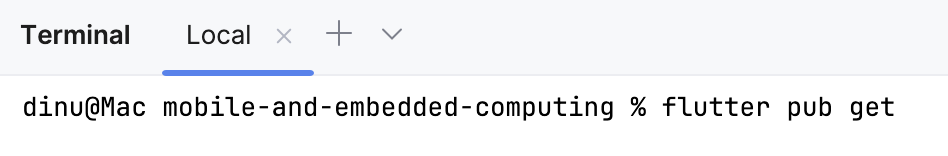 Terminal Local
dinu@Mac mobile-and-embedded-computing % flutter pub get